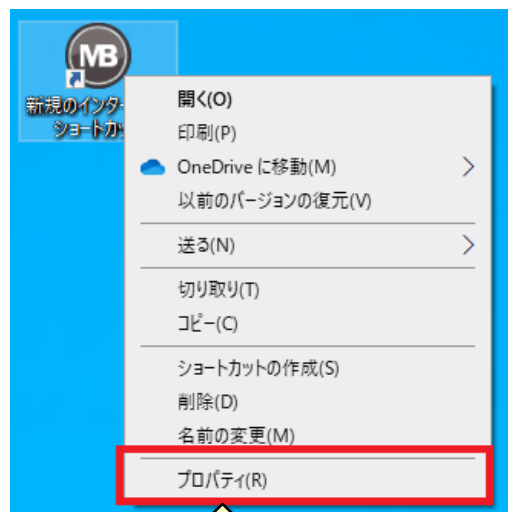 MB
新規のインター
ショートカ
開く(O)
印刷(P)
OneDrive に移動(M)
以前のバージョンの復元(V)
送る(N)
切り取り(T)
コピー(C)
ショートカットの作成(S)
削除(D)
名前の変更(M)
プロパティ(R)